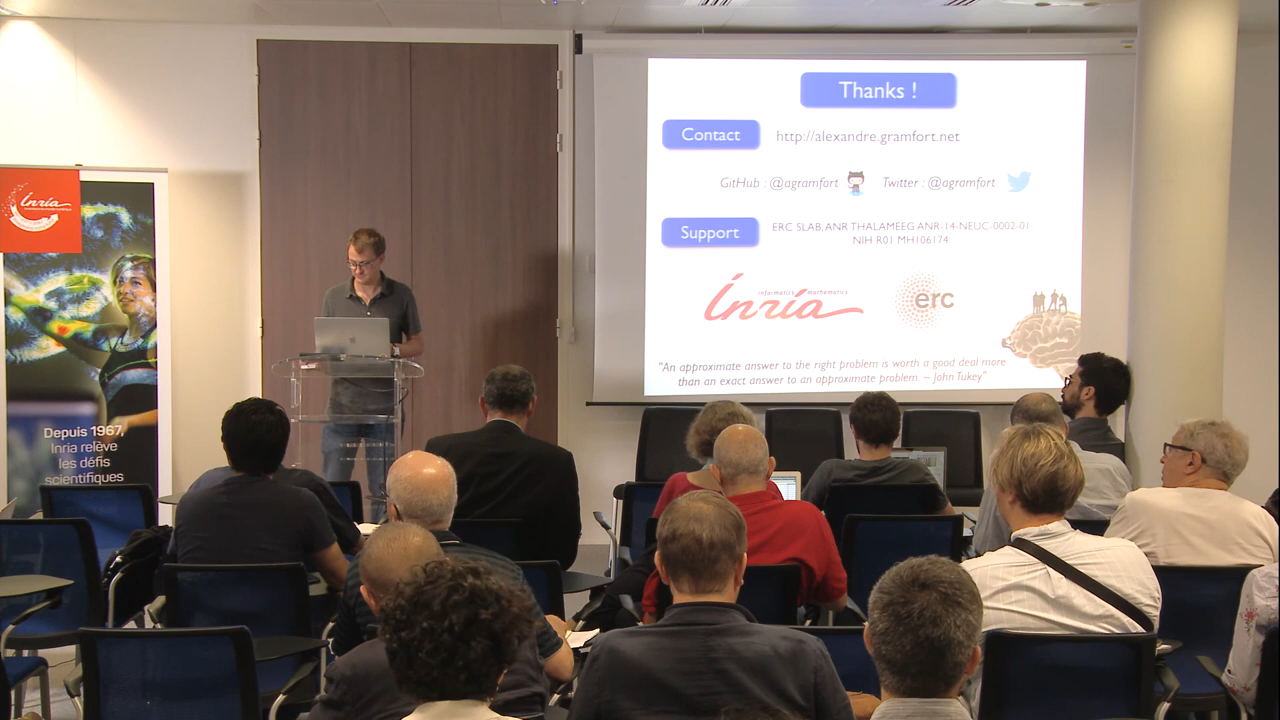 Thanks !
Contact
http://alexandre.gramfort.net
GitHub : @agramfort
Twitter : @agramfort
Support
ERC SLAB, ANR THALAMEEG ANR-14-NEUC-0002-01
NIH R01 MH106174
informatics mathematics
Inria
erc
"An approximate answer to the right problem is worth a good deal more
than an exact answer to an approximate problem. ~ John Tukey"
Inria
Depuis 1967,
Inria relève
les défis
scientifiques